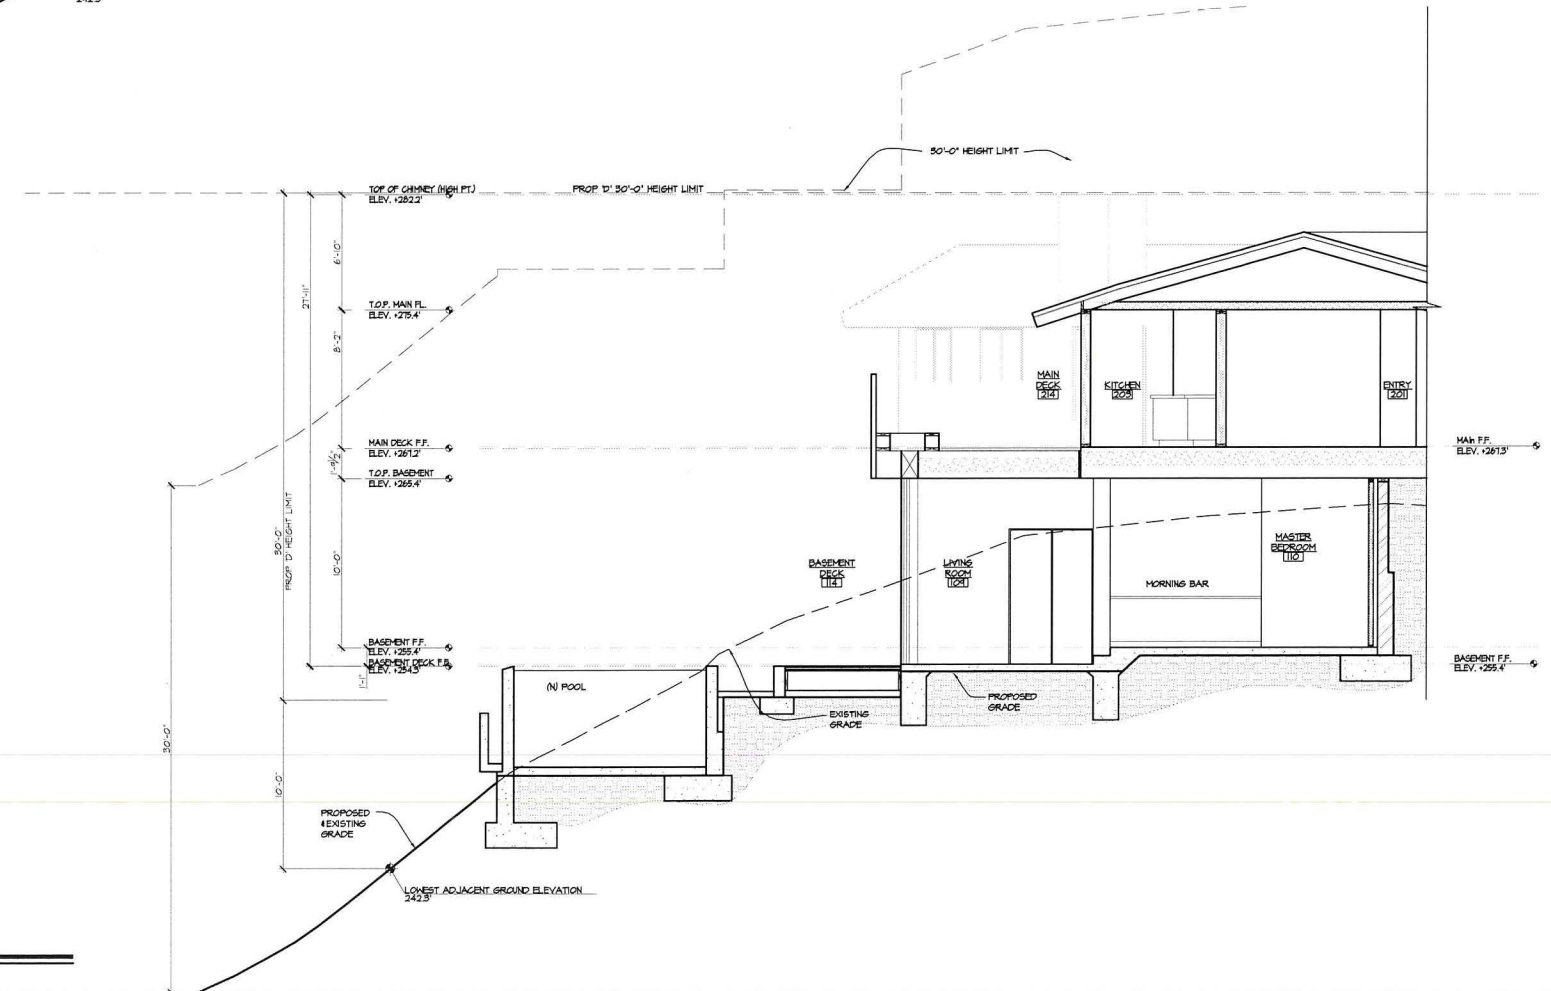 TOP OF CHIMNEY (HIGH PT.)
ELEV. +282.2'
PROP 'D' 30'-0" HEIGHT LIMIT
30'-0" HEIGHT LIMIT
6'-10"
27'-11"
T.O.P. MAIN FL.
ELEV. +275.4'
8'-2"
MAIN DECK F.F.
ELEV. +267.2'
T.O.P. BASEMENT
ELEV. +265.4'
30'-0"
PROP 'D' HEIGHT LIMIT
10'-0"
BASEMENT F.F.
ELEV. +255.4'
BASEMENT DECK F.F.
ELEV. +254.3'
1'-1"
30'-0"
10'-0"
MAIN
DECK
214
KITCHEN
203
ENTRY
201
MAIN F.F.
ELEV. +267.3'
BASEMENT
DECK
114
LIVING
ROOM
109
MASTER
BEDROOM
110
MORNING BAR
BASEMENT F.F.
ELEV. +255.4'
(N) POOL
EXISTING
GRADE
PROPOSED
GRADE
PROPOSED
& EXISTING
GRADE
LOWEST ADJACENT GROUND ELEVATION
242.3'